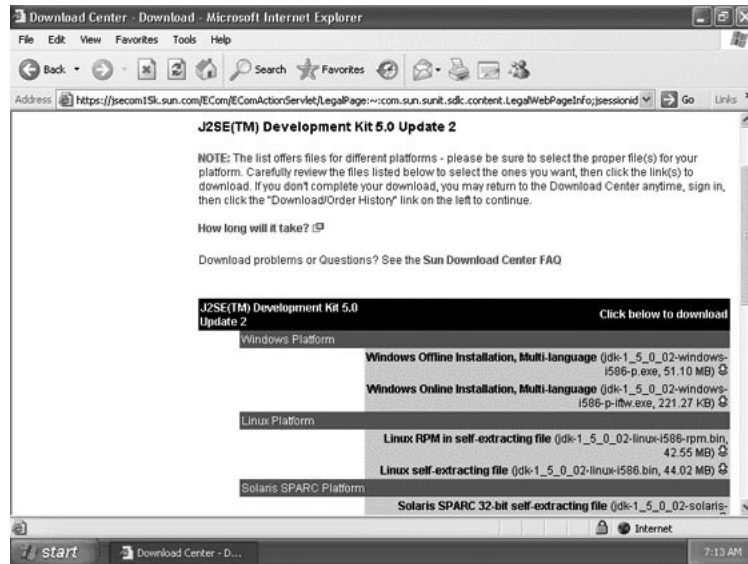 Download Center - Download - Microsoft Internet Explorer
File Edit View Favorites Tools Help
Back Search Favorites
Address https://jsecom15k.sun.com/ECom/EComActionServlet/LegalPage:~:com.sun.sunit.sdlc.content.LegalWebPageInfo;jsessionid Go Links
J2SE(TM) Development Kit 5.0 Update 2
NOTE: The list offers files for different platforms - please be sure to select the proper file(s) for your
platform. Carefully review the files listed below to select the ones you want, then click the link(s) to
download. If you don't complete your download, you may return to the Download Center anytime, sign in,
then click the "Download/Order History" link on the left to continue.
How long will it take?
Download problems or Questions? See the Sun Download Center FAQ
J2SE(TM) Development Kit 5.0
Update 2
Click below to download
Windows Platform
Windows Offline Installation, Multi-language (jdk-1_5_0_02-windows-
i586-p.exe, 51.10 MB)
Windows Online Installation, Multi-language (jdk-1_5_0_02-windows-
i586-p-iftw.exe, 221.27 KB)
Linux Platform
Linux RPM in self-extracting file (jdk-1_5_0_02-linux-i586-rpm.bin,
42.55 MB)
Linux self-extracting file (jdk-1_5_0_02-linux-i586.bin, 44.02 MB)
Solaris SPARC Platform
Solaris SPARC 32-bit self-extracting file (jdk-1_5_0_02-solaris-
Internet
start Download Center - D... 7:13 AM